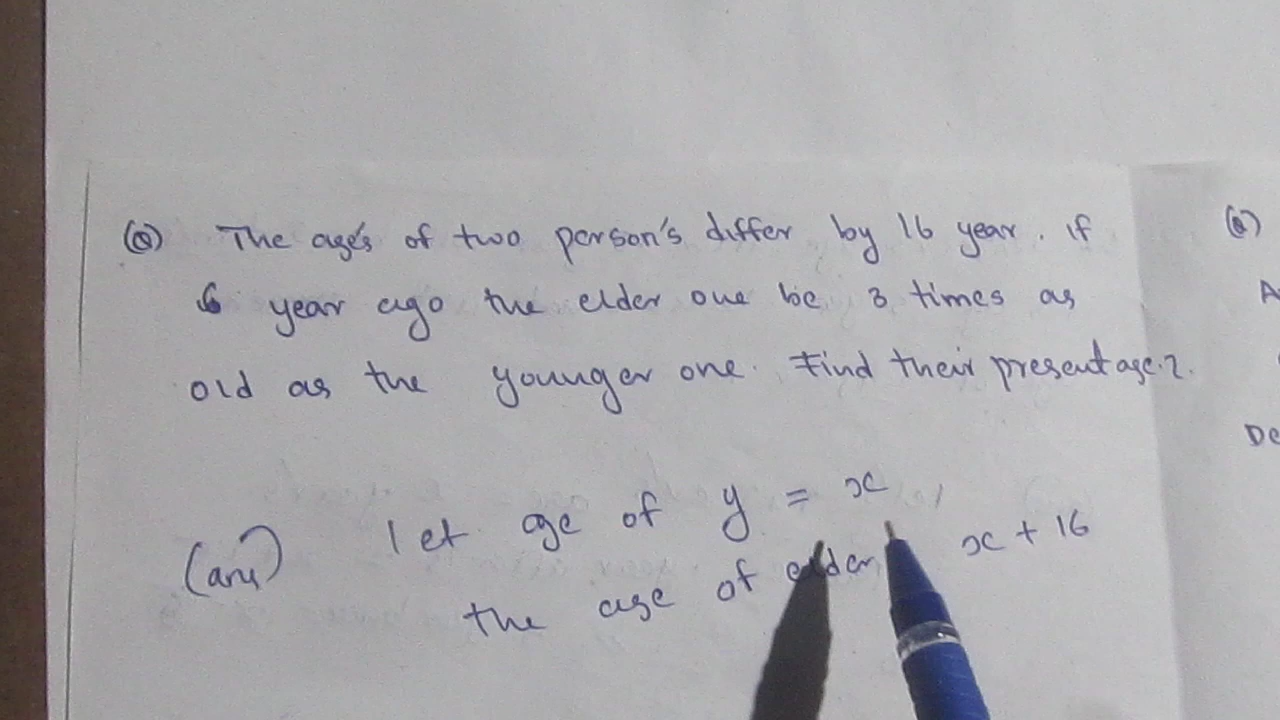 (Q) The age's of two person's differ by 16 year. if
6 year ago the elder one be 3 times as
old as the younger one. Find their present age.?
(ans) let age of y = x,
the age of elder x + 16
(Q)